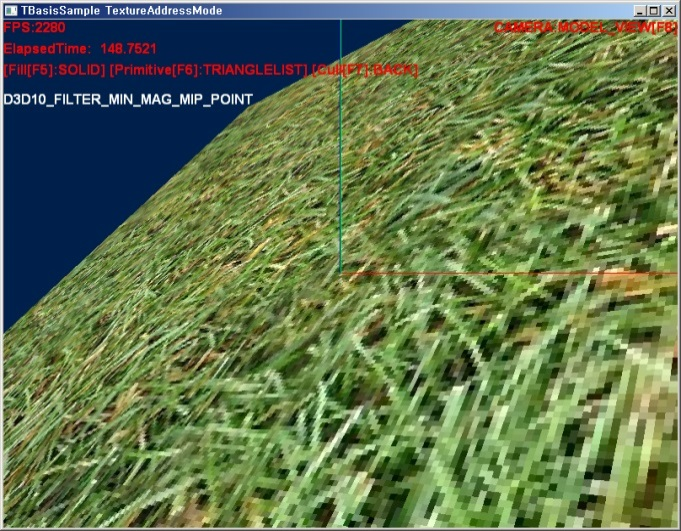 TBasisSample TextureAddressMode
FPS:2280
CAMERA MODEL_VIEW[F8]
ElapsedTime: 148.7521
[Fill[F5]:SOLID] [Primitive[F6]:TRIANGLELIST] [Cull[F7]:BACK]
D3D10_FILTER_MIN_MAG_MIP_POINT